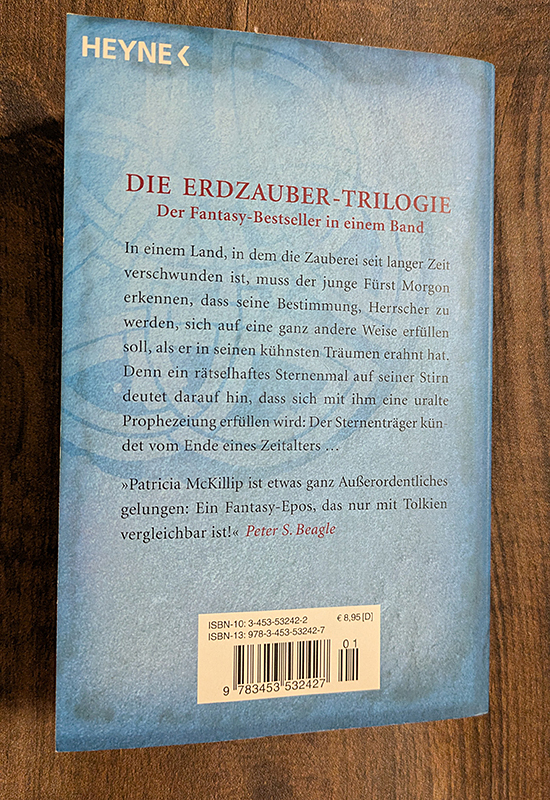 HEYNE
DIE ERDZAUBER-TRILOGIE
Der Fantasy-Bestseller in einem Band
In einem Land, in dem die Zauberei seit langer Zeit
verschwunden ist, muss der junge Fürst Morgon
erkennen, dass seine Bestimmung, Herrscher zu
werden, sich auf eine ganz andere Weise erfüllen
soll, als er in seinen kühnsten Träumen erahnt hat.
Denn ein rätselhaftes Sternenmal auf seiner Stirn
deutet darauf hin, dass sich mit ihm eine uralte
Prophezeiung erfüllen wird: Der Sternenträger kün-
det vom Ende eines Zeitalters …
»Patricia McKillip ist etwas ganz Außerordentliches
gelungen: Ein Fantasy-Epos, das nur mit Tolkien
vergleichbar ist!« Peter S. Beagle
ISBN-10: 3-453-53242-2 € 8,95 [D]
ISBN-13: 978-3-453-53242-7
01
9 783453 532427